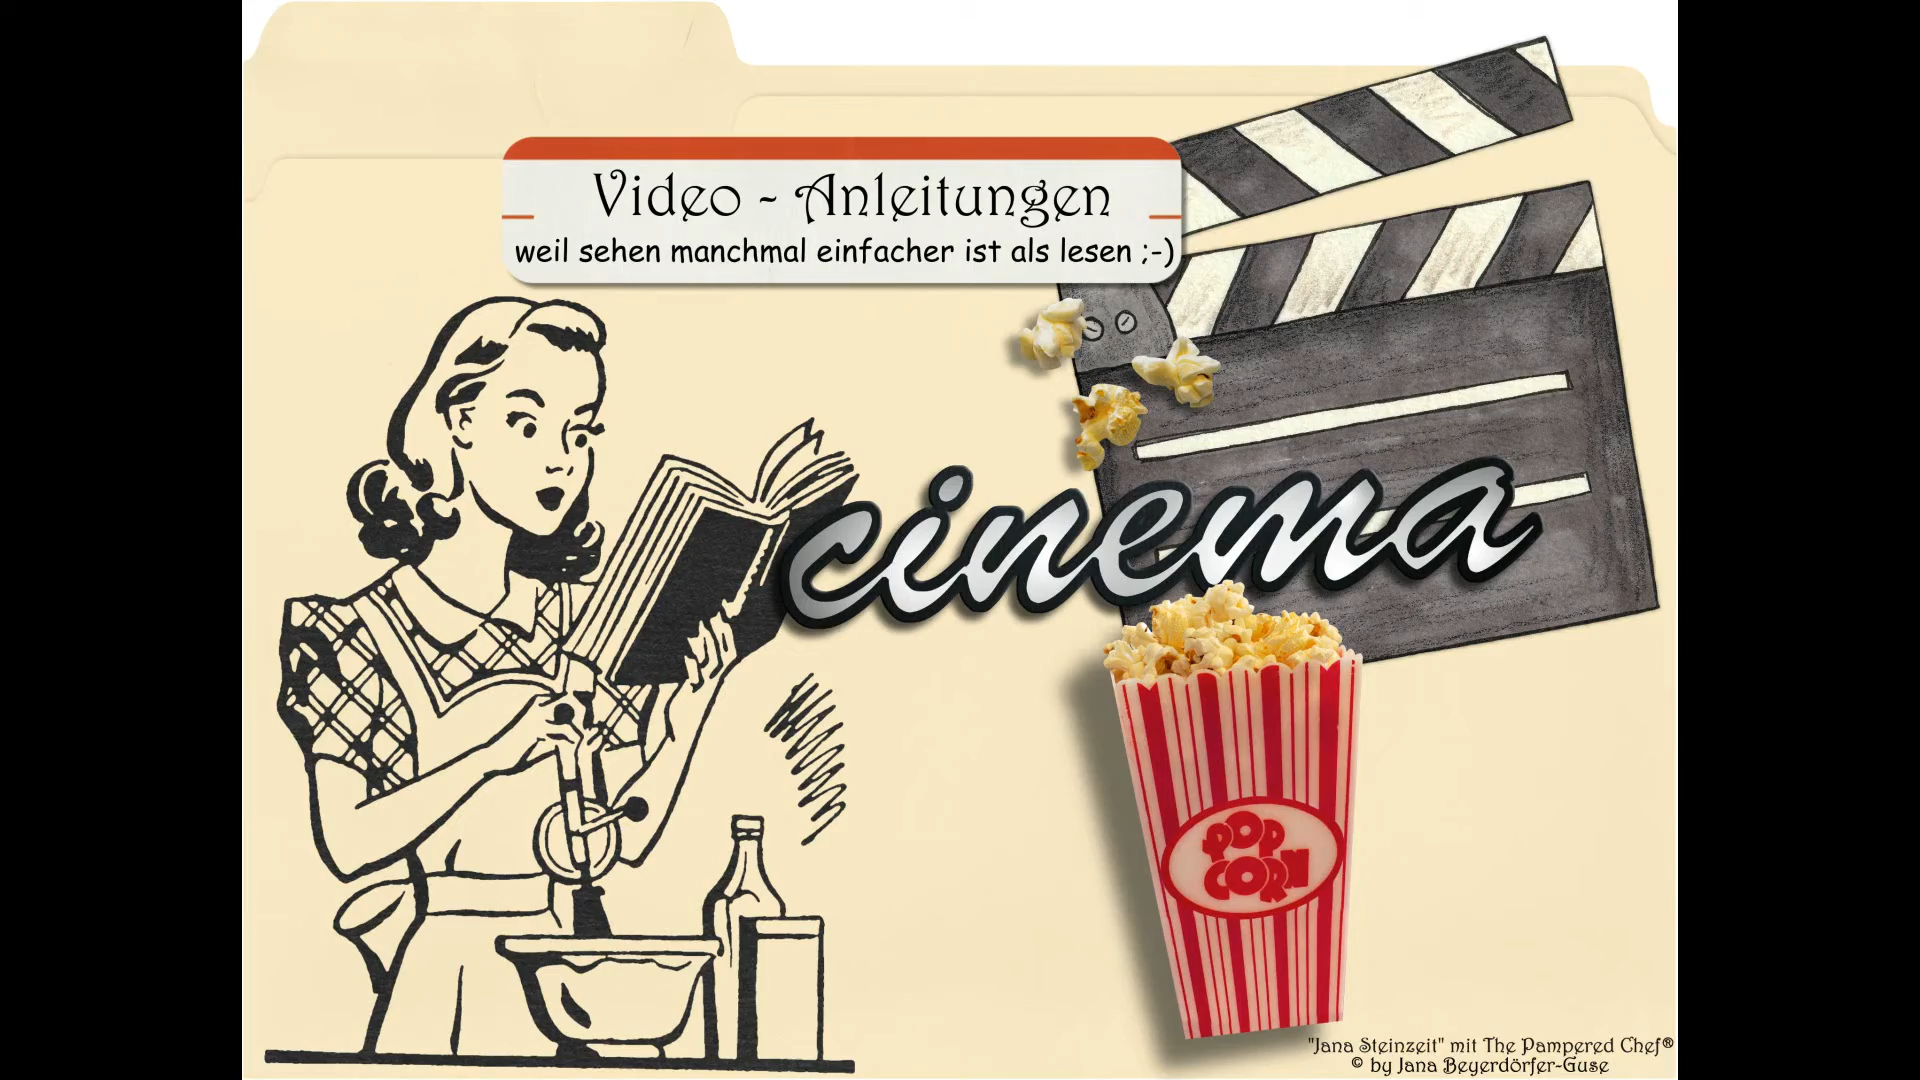 Video - Anleitungen
weil sehen manchmal einfacher ist als lesen ;-)
cinema
POP
CORN
"Jana Steinzeit" mit The Pampered Chef®
© by Jana Beyerdörfer-Guse